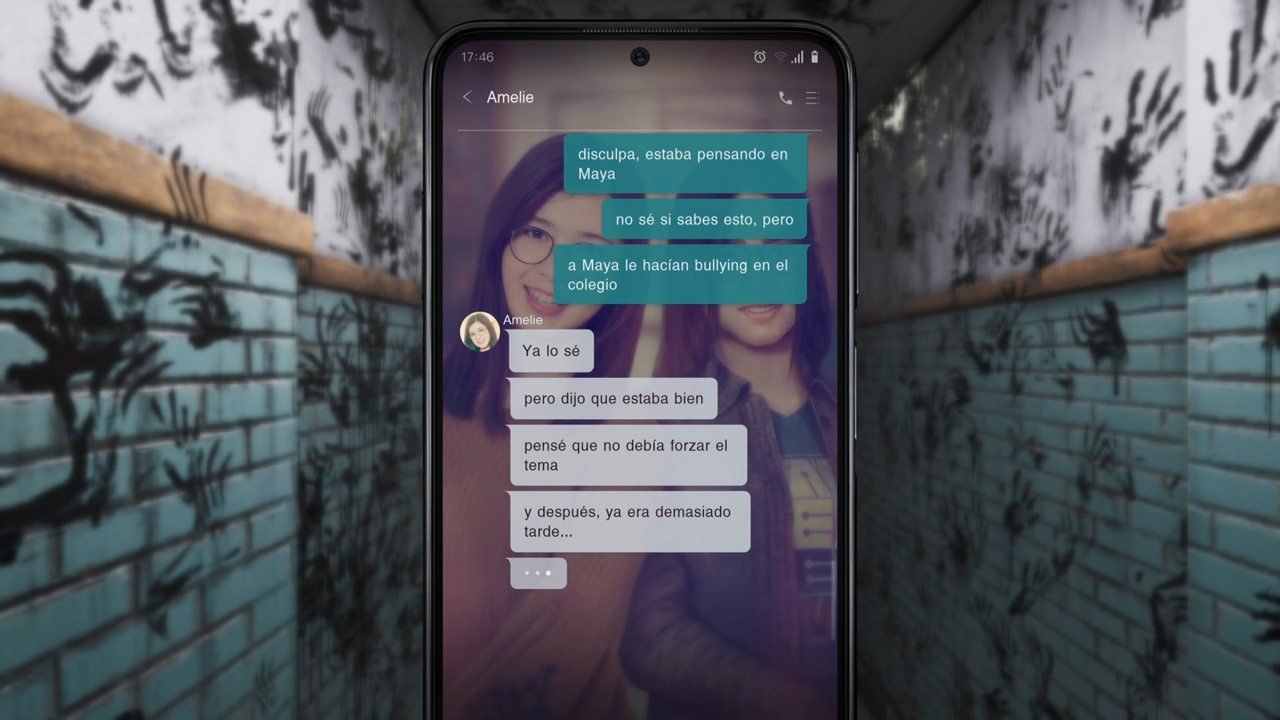 17:46
Amelie
disculpa, estaba pensando en
Maya
no sé si sabes esto, pero
a Maya le hacían bullying en el
colegio
Amelie
Ya lo sé
pero dijo que estaba bien
pensé que no debía forzar el
tema
y después, ya era demasiado
tarde...